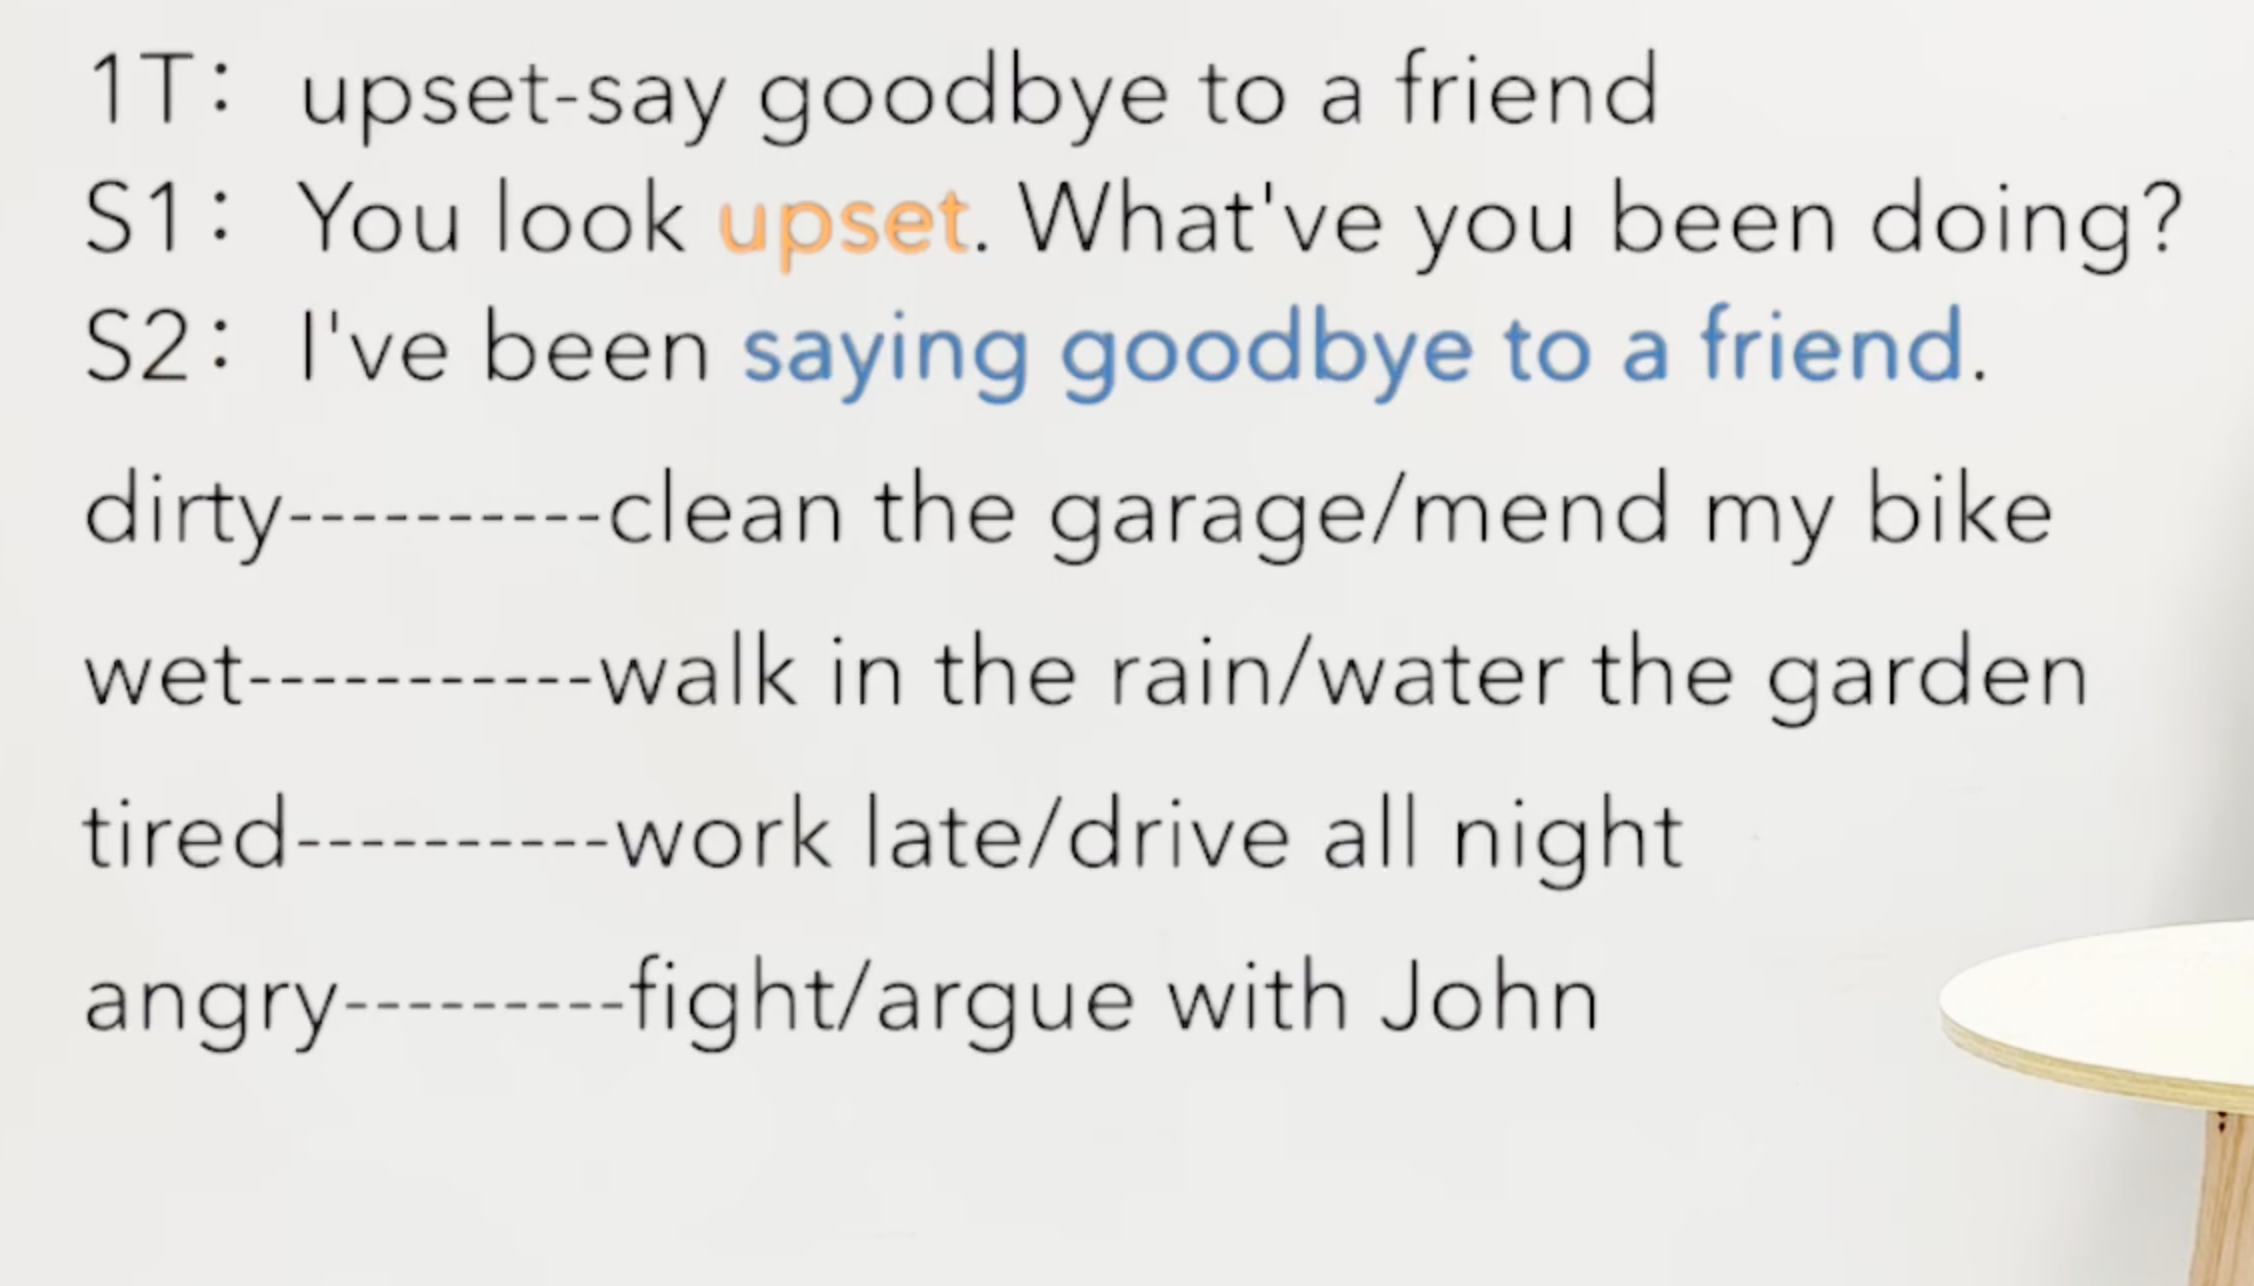 1T: upset-say goodbye to a friend
S1: You look upset. What've you been doing?
S2: I've been saying goodbye to a friend.
dirty----------clean the garage/mend my bike
wet-----------walk in the rain/water the garden
tired----------work late/drive all night
angry---------fight/argue with John